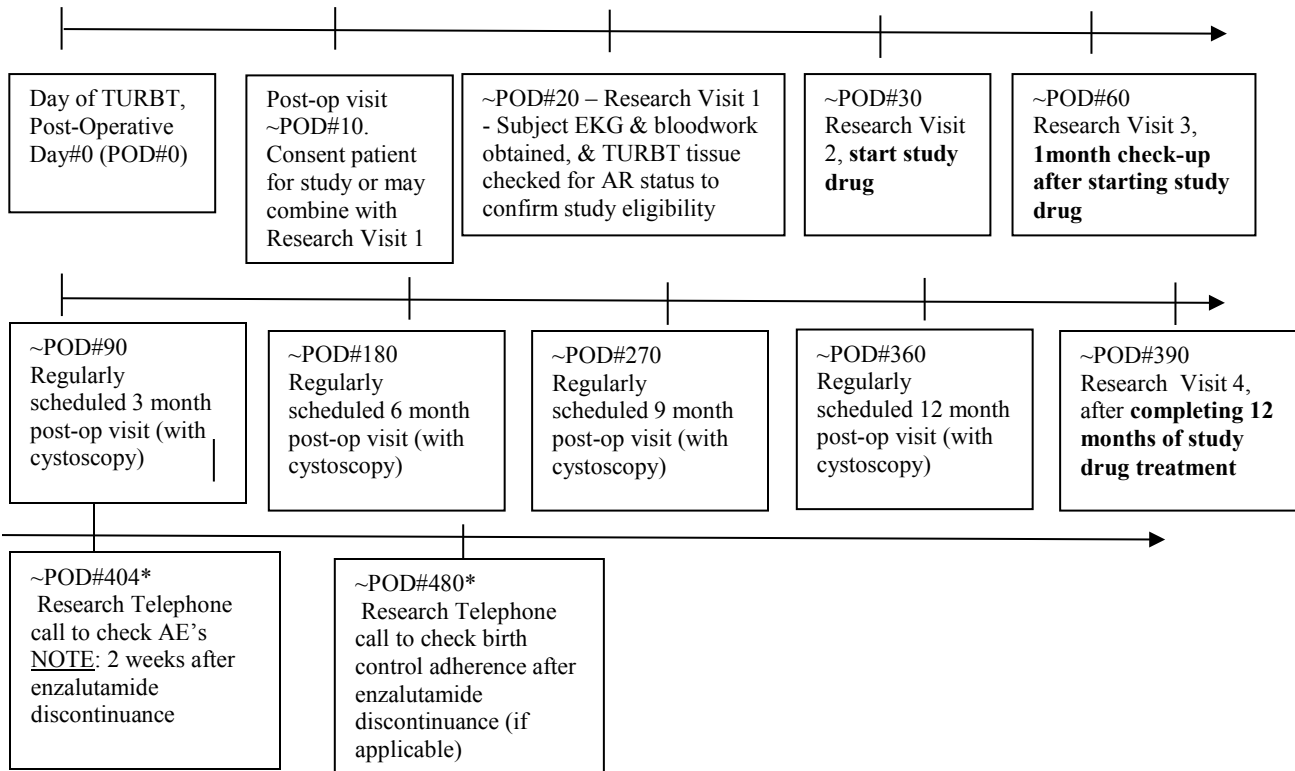 Day of TURBT,
Post-Operative
Day#0 (POD#0)
Post-op visit
~POD#10.
Consent patient
for study or may
combine with
Research Visit 1
~POD#20 – Research Visit 1
- Subject EKG & bloodwork
obtained, & TURBT tissue
checked for AR status to
confirm study eligibility
~POD#30
Research Visit
2, start study
drug
~POD#60
Research Visit 3,
1month check-up
after starting study
drug
~POD#90
Regularly
scheduled 3 month
post-op visit (with
cystoscopy)
~POD#180
Regularly
scheduled 6 month
post-op visit (with
cystoscopy)
~POD#270
Regularly
scheduled 9 month
post-op visit (with
cystoscopy)
~POD#360
Regularly
scheduled 12 month
post-op visit (with
cystoscopy)
~POD#390
Research Visit 4,
after completing 12
months of study
drug treatment
~POD#404*
Research Telephone
call to check AE's
NOTE: 2 weeks after
enzalutamide
discontinuance
~POD#480*
Research Telephone
call to check birth
control adherence after
enzalutamide
discontinuance (if
applicable)